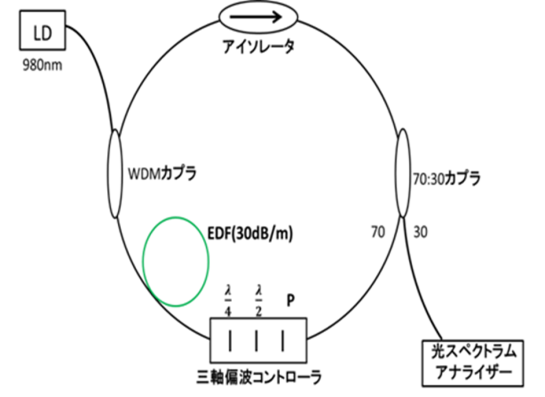 LD
980nm
アイソレータ
WDMカプラ
70:30カプラ
EDF(30dB/m)
70
30
λ/4
λ/2
P
三軸偏波コントローラ
光スペクトラム
アナライザー